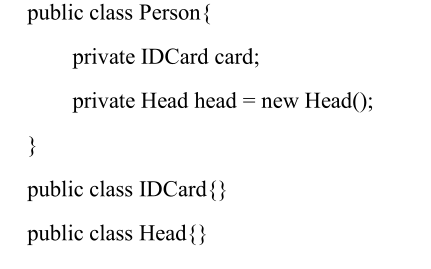 public class Person{
private IDCard card;
private Head head = new Head();
}
public class IDCard{}
public class Head{}